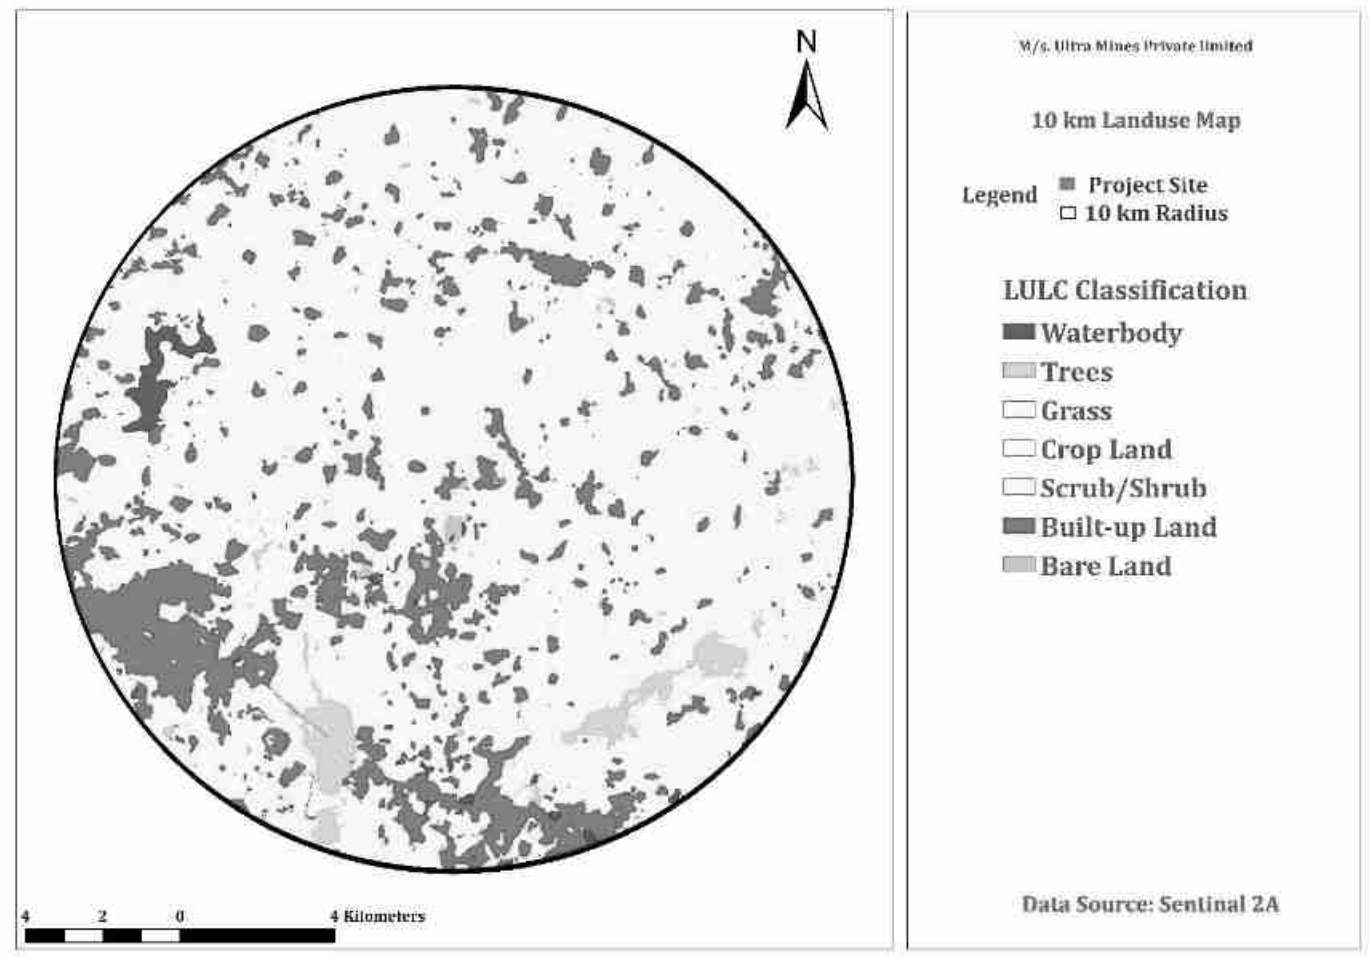 N
4 2 0 4 Kilometers
M/s. Ultra Mines Private limited
10 km Landuse Map
Legend
Project Site
10 km Radius
LULC Classification
Waterbody
Trees
Grass
Crop Land
Scrub/Shrub
Built-up Land
Bare Land
Data Source: Sentinal 2A